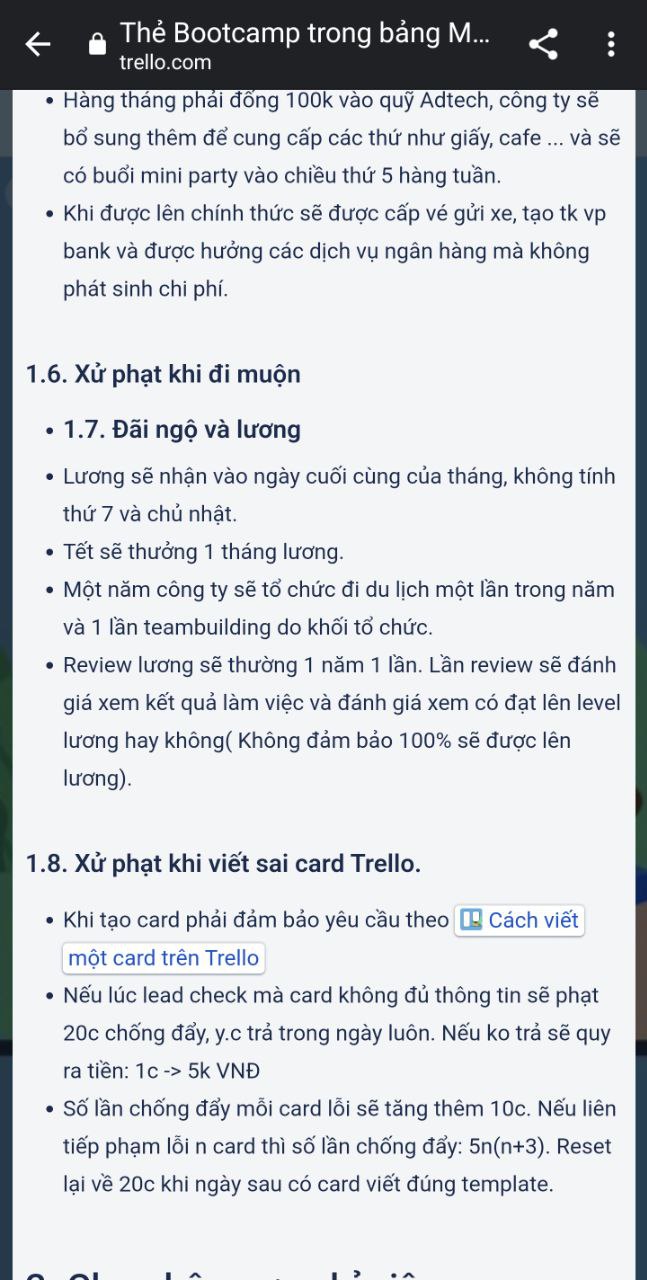 Thẻ Bootcamp trong bảng M...
trello.com
• Hàng tháng phải đống 100k vào quỹ Adtech, công ty sẽ
bổ sung thêm để cung cấp các thứ như giấy, cafe ... và sẽ
có buổi mini party vào chiều thứ 5 hàng tuần.
• Khi được lên chính thức sẽ được cấp vé gửi xe, tạo tk vp
bank và được hưởng các dịch vụ ngân hàng mà không
phát sinh chi phí.
1.6. Xử phạt khi đi muộn
• 1.7. Đãi ngộ và lương
• Lương sẽ nhận vào ngày cuối cùng của tháng, không tính
thứ 7 và chủ nhật.
• Tết sẽ thưởng 1 tháng lương.
• Một năm công ty sẽ tổ chức đi du lịch một lần trong năm
và 1 lần teambuilding do khối tổ chức.
• Review lương sẽ thường 1 năm 1 lần. Lần review sẽ đánh
giá xem kết quả làm việc và đánh giá xem có đạt lên level
lương hay không( Không đảm bảo 100% sẽ được lên
lương).
1.8. Xử phạt khi viết sai card Trello.
• Khi tạo card phải đảm bảo yêu cầu theo Cách viết
một card trên Trello
• Nếu lúc lead check mà card không đủ thông tin sẽ phạt
20c chống đẩy, y.c trả trong ngày luôn. Nếu ko trả sẽ quy
ra tiền: 1c -> 5k VNĐ
• Số lần chống đẩy mỗi card lỗi sẽ tăng thêm 10c. Nếu liên
tiếp phạm lỗi n card thì số lần chống đẩy: 5n(n+3). Reset
lại về 20c khi ngày sau có card viết đúng template.